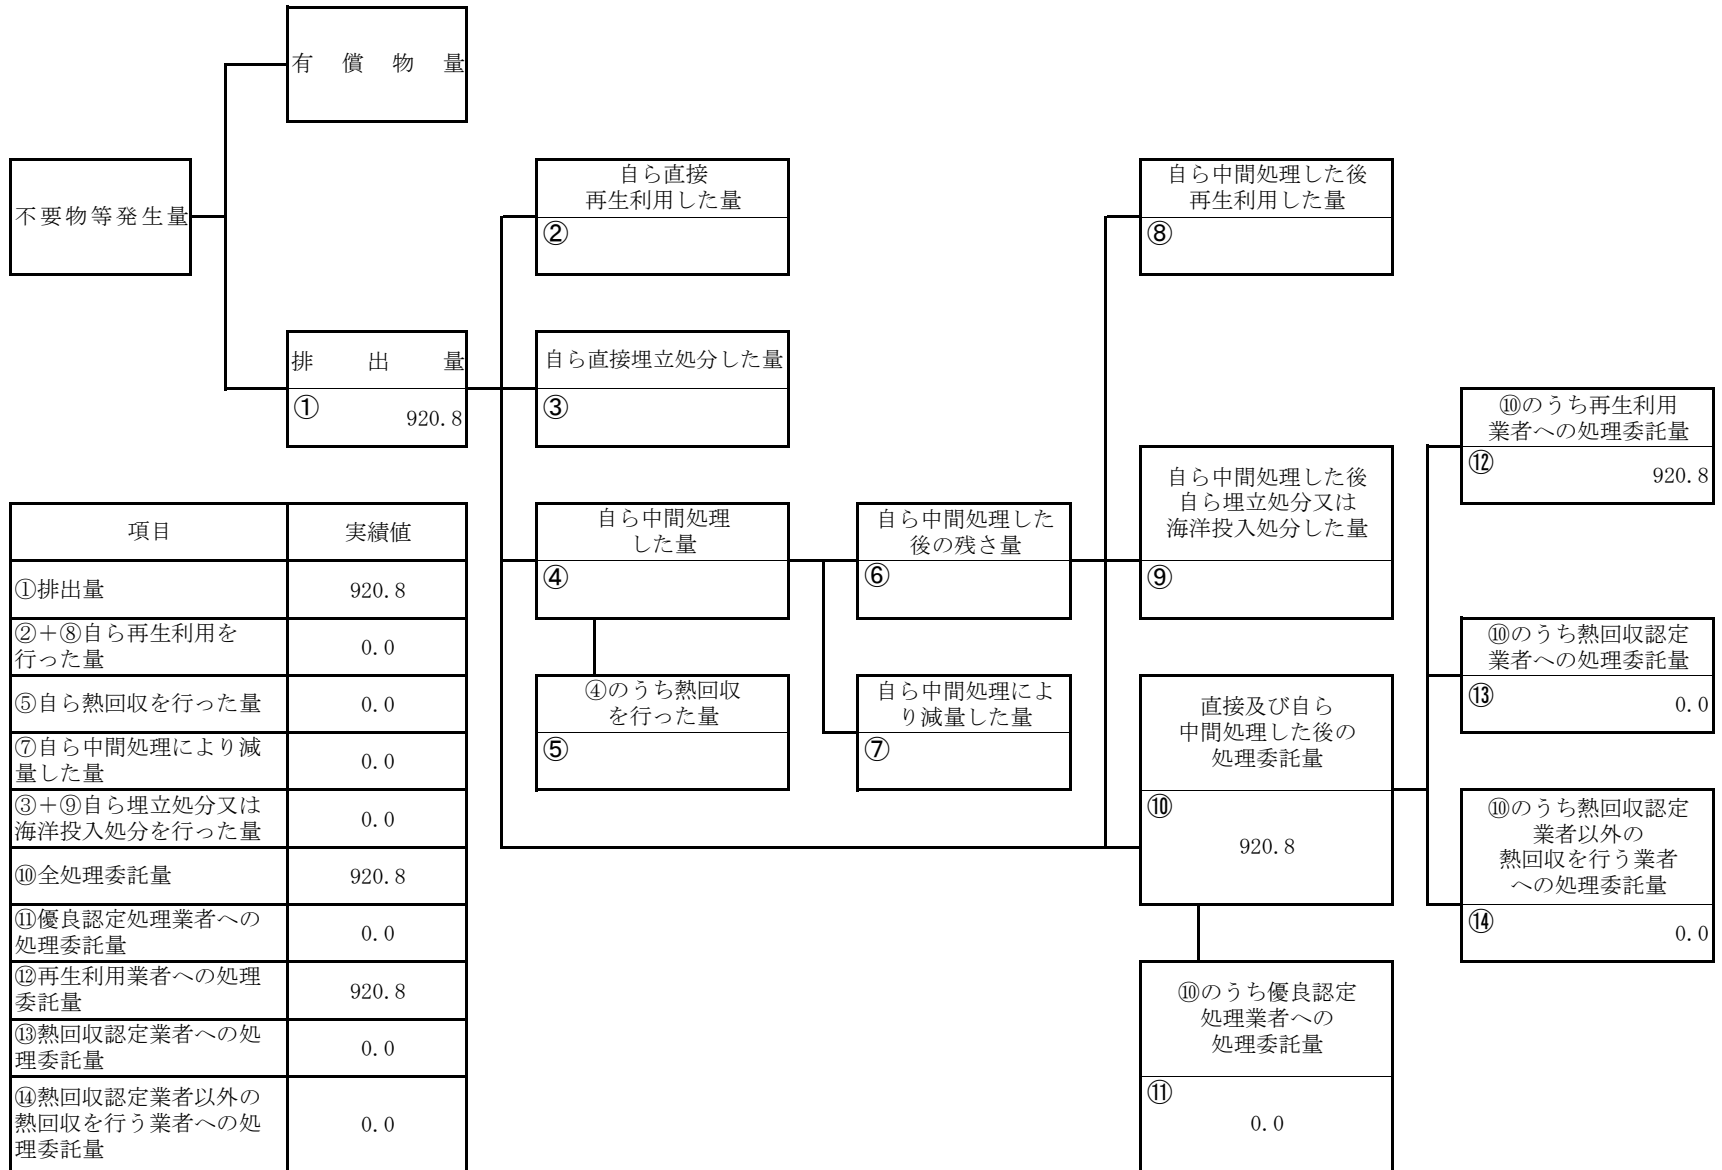 有償物量
不要物等発生量
自ら直接
再生利用した量
②
自ら中間処理した後
再生利用した量
⑧
排出量
①
920.8
自ら直接埋立処分した量
③
⑩のうち再生利用
業者への処理委託量
⑫
920.8
自ら中間処理
した量
④
自ら中間処理した
後の残さ量
⑥
自ら中間処理した後
自ら埋立処分又は
海洋投入処分した量
⑨
⑩のうち熱回収認定
業者への処理委託量
⑬
0.0
④のうち熱回収
を行った量
⑤
自ら中間処理によ
り減量した量
⑦
直接及び自ら
中間処理した後の
処理委託量
⑩
920.8
⑩のうち熱回収認定
業者以外の
熱回収を行う業者
への処理委託量
⑭
0.0
⑩のうち優良認定
処理業者への
処理委託量
⑪
0.0
項目 実績値
①排出量 920.8
②+⑧自ら再生利用を
行った量 0.0
⑤自ら熱回収を行った量 0.0
⑦自ら中間処理により減
量した量 0.0
③+⑨自ら埋立処分又は
海洋投入処分を行った量 0.0
⑩全処理委託量 920.8
⑪優良認定処理業者への
処理委託量 0.0
⑫再生利用業者への処理
委託量 920.8
⑬熱回収認定業者への処
理委託量 0.0
⑭熱回収認定業者以外の
熱回収を行う業者への処 0.0
理委託量